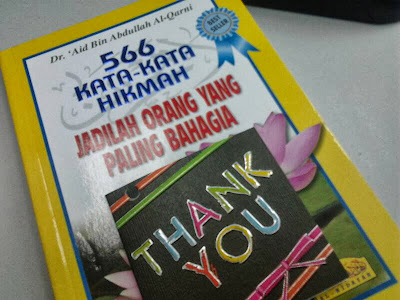 Dr. 'Aid Bin Abdullah Al-Qarni
BEST
SELLER
566
KATA-KATA
HIKMAH
JADILAH ORANG YANG
PALING BAHAGIA
THANK
YOU